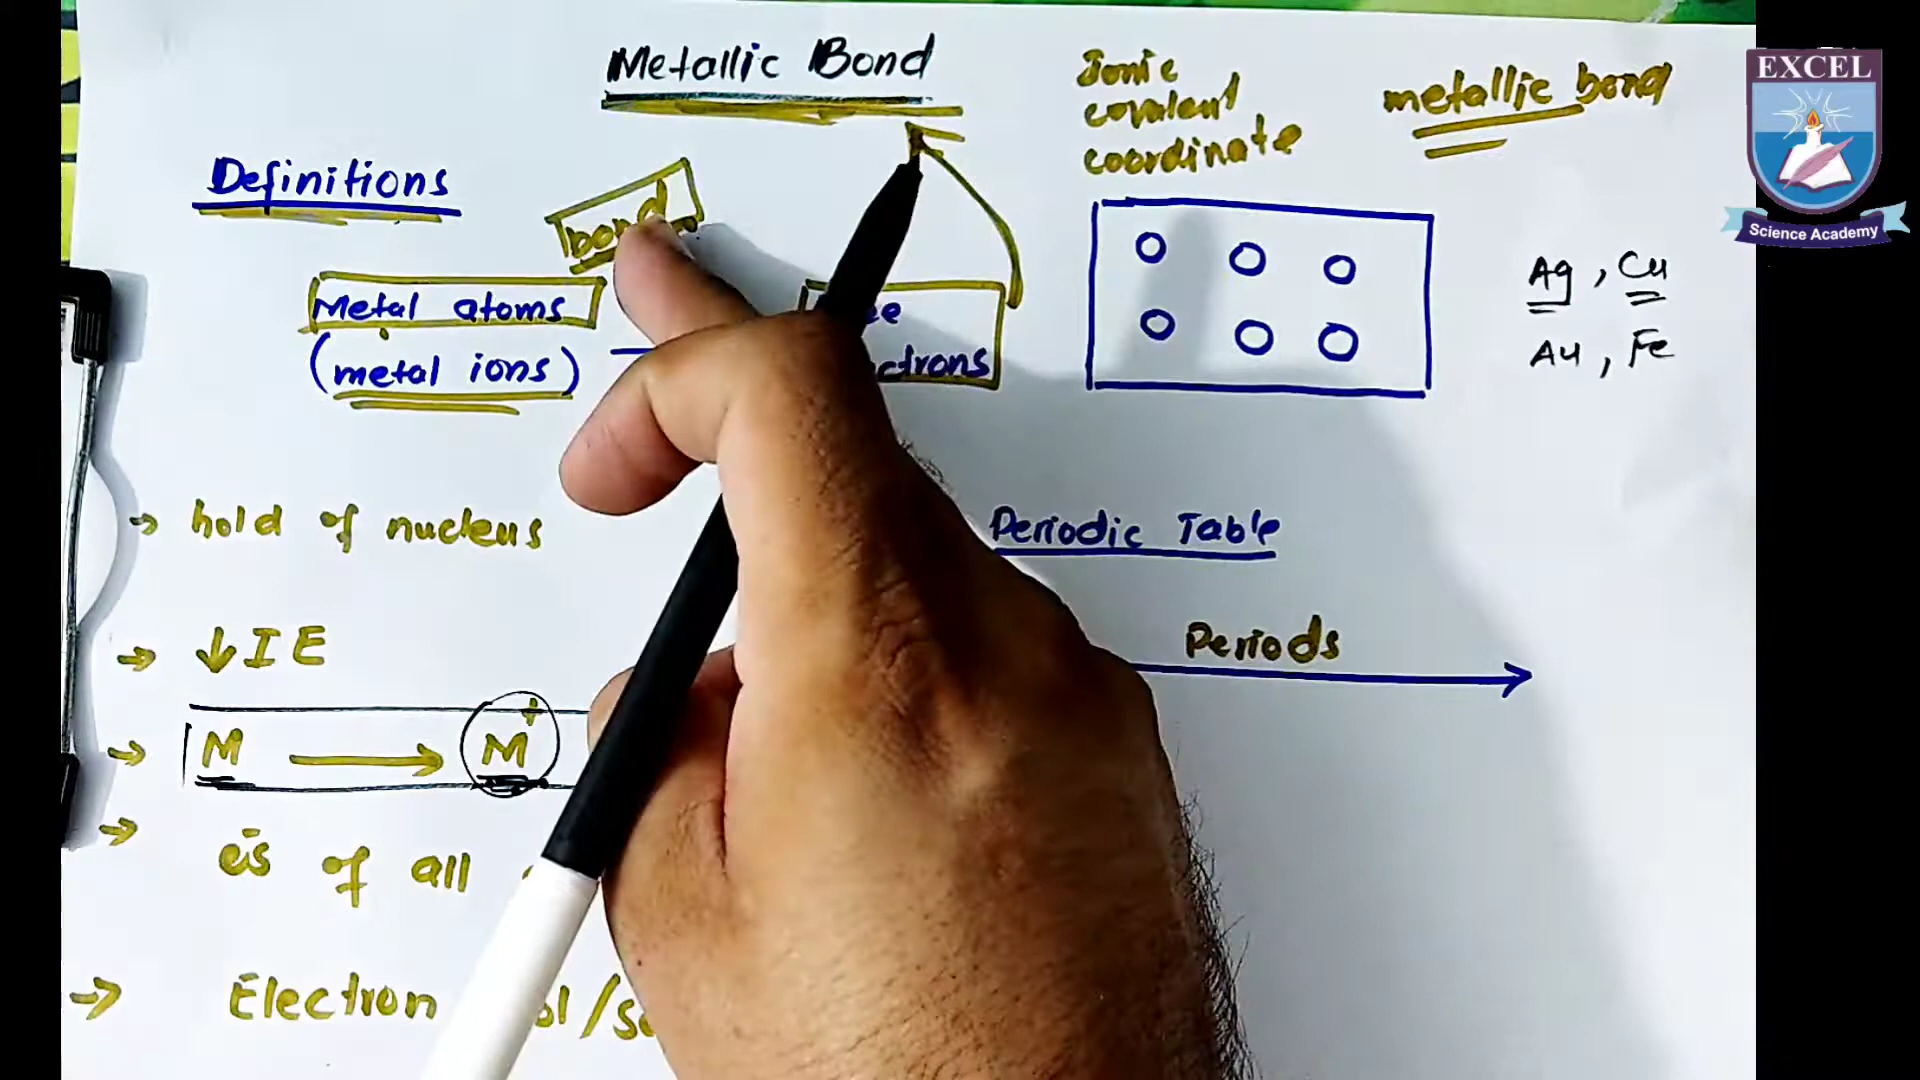 Metallic Bond
Ionic
covalent
coordinate
metallic bond
EXCEL
Science Academy
Definitions
bond
Metal atoms
(metal ions)
Ag , Cu
Au , Fe
hold of nucleus
Periodic Table
↓IE
Periods
M → M+
es of all
Electron